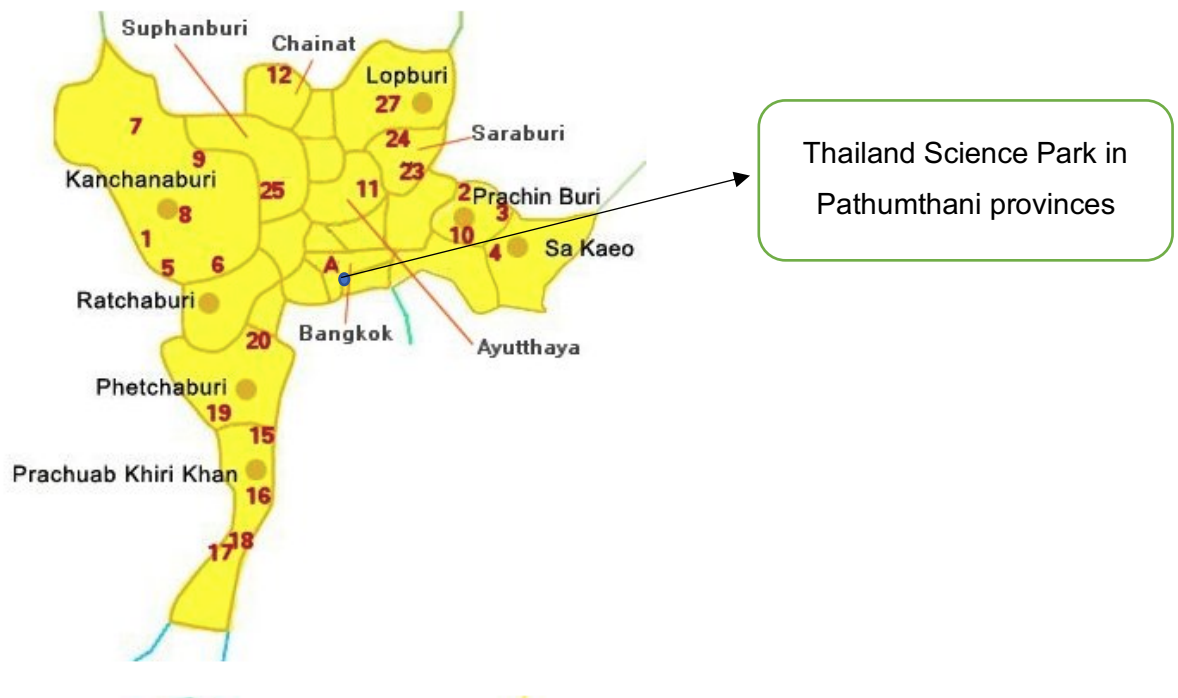 Suphanburi
Chainat
12
Lopburi
27
7
24
Saraburi
9
23
Kanchanaburi
25
11
2
Prachin Buri
8
3
1
10
4
Sa Kaeo
5
6
A
Ratchaburi
Bangkok
20
Ayutthaya
Phetchaburi
19
15
Prachuab Khiri Khan
16
18
17
Thailand Science Park in
Pathumthani provinces